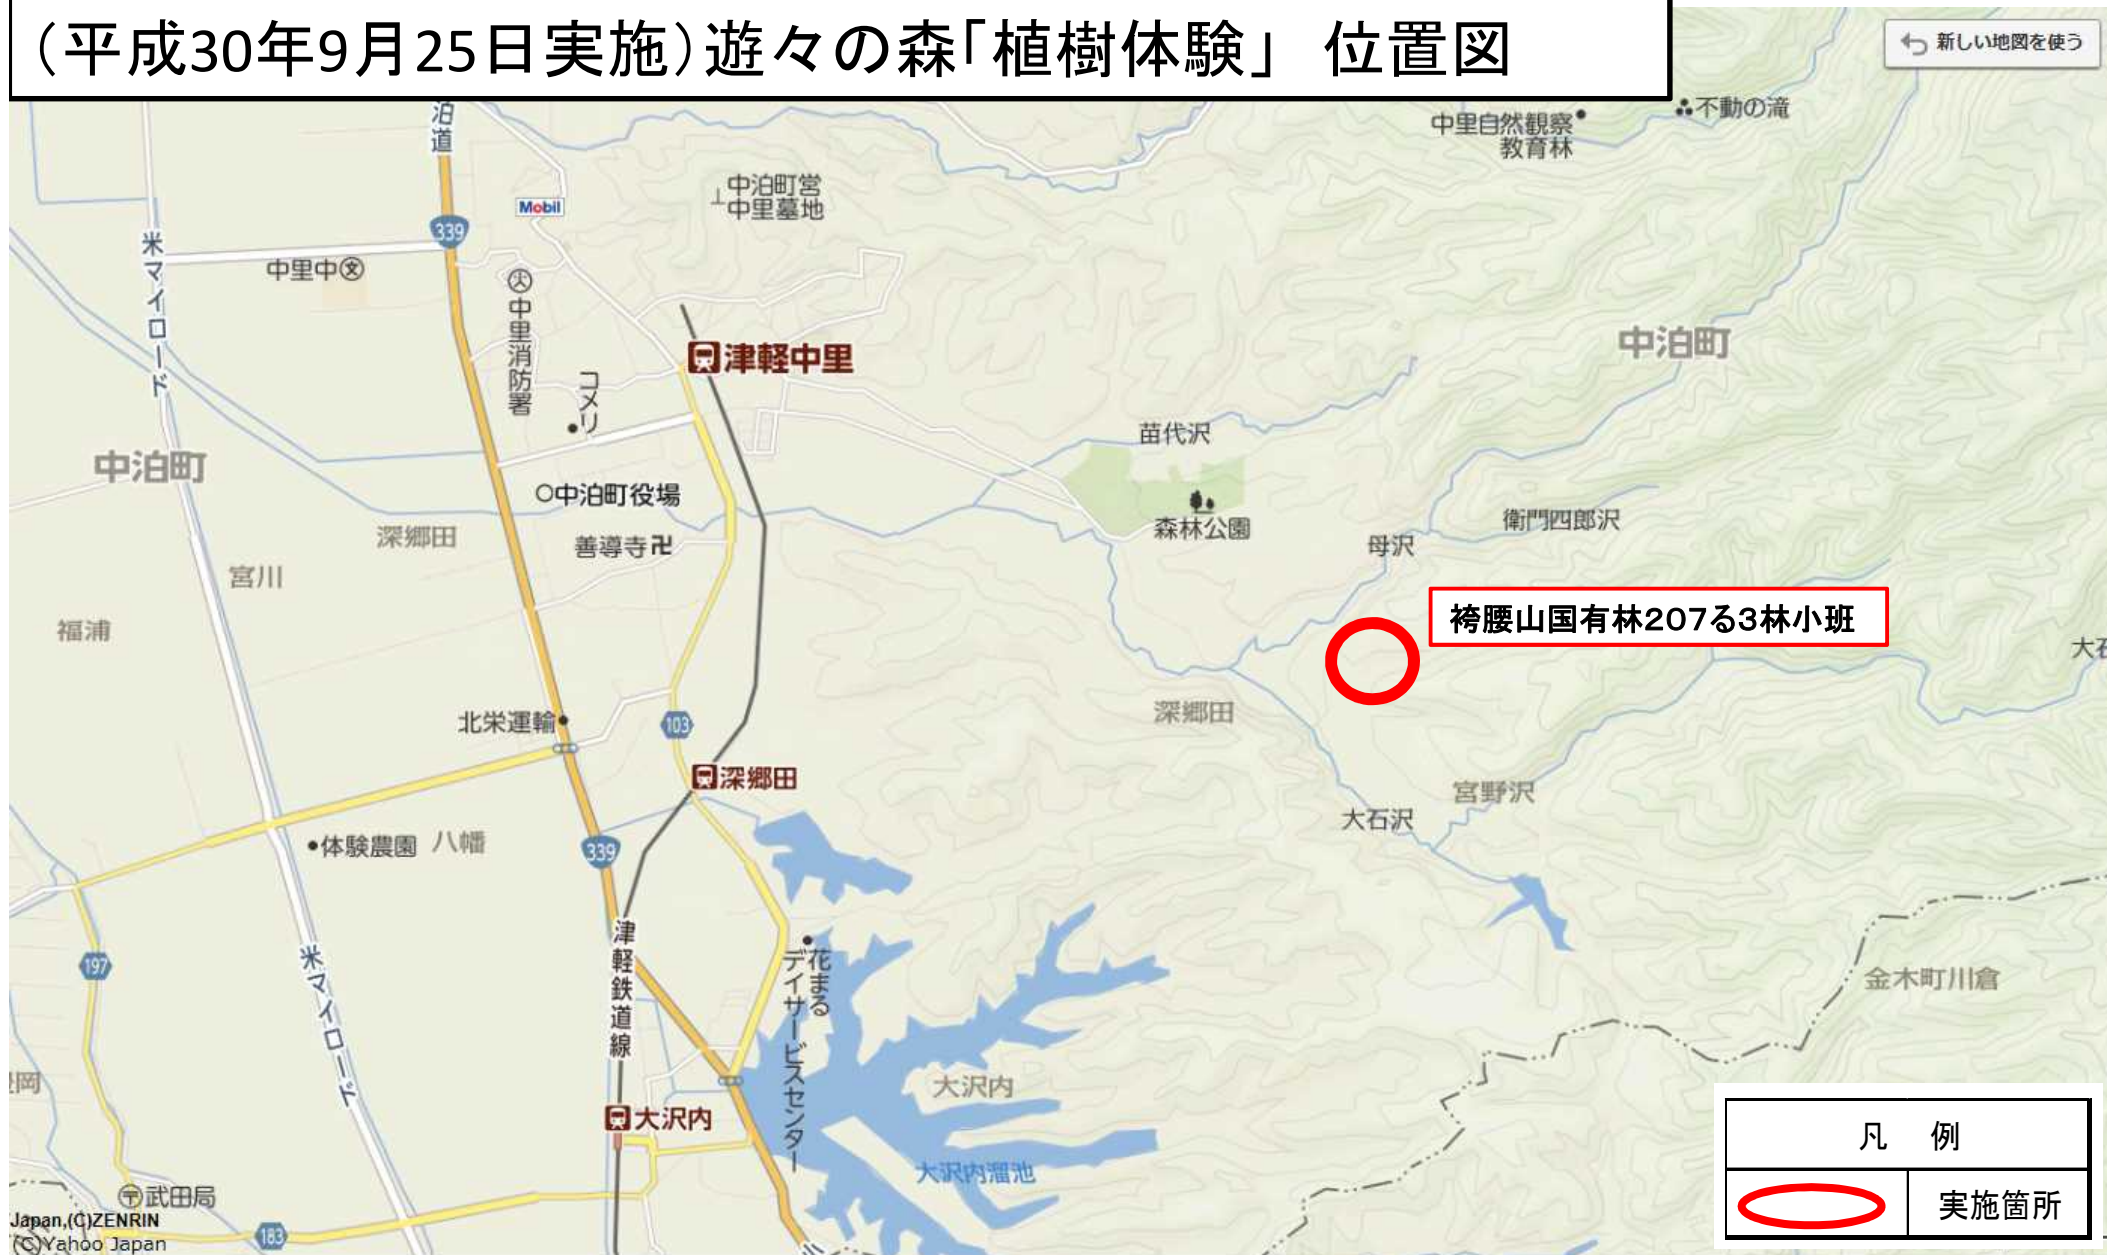 （平成30年9月25日実施）遊々の森「植樹体験」 位置図
新しい地図を使う
泊道
不動の滝
中里自然観察
教育林
中泊町営
中里墓地
Mobil
339
米マイロード
中里中
中里消防署
中泊町
津軽中里
コメリ
苗代沢
中泊町
中泊町役場
森林公園
衛門四郎沢
深郷田
善導寺
母沢
宮川
袴腰山国有林207る3林小班
福浦
大石
深郷田
北栄運輸
103
深郷田
宮野沢
大石沢
体験農園
八幡
339
津軽鉄道線
花まる
デイサービスセンター
米マイロード
197
金木町川倉
岡
大沢内
大沢内
凡 例
大沢内溜池
実施箇所
武田局
Japan,(C)ZENRIN
(C)Yahoo Japan
183